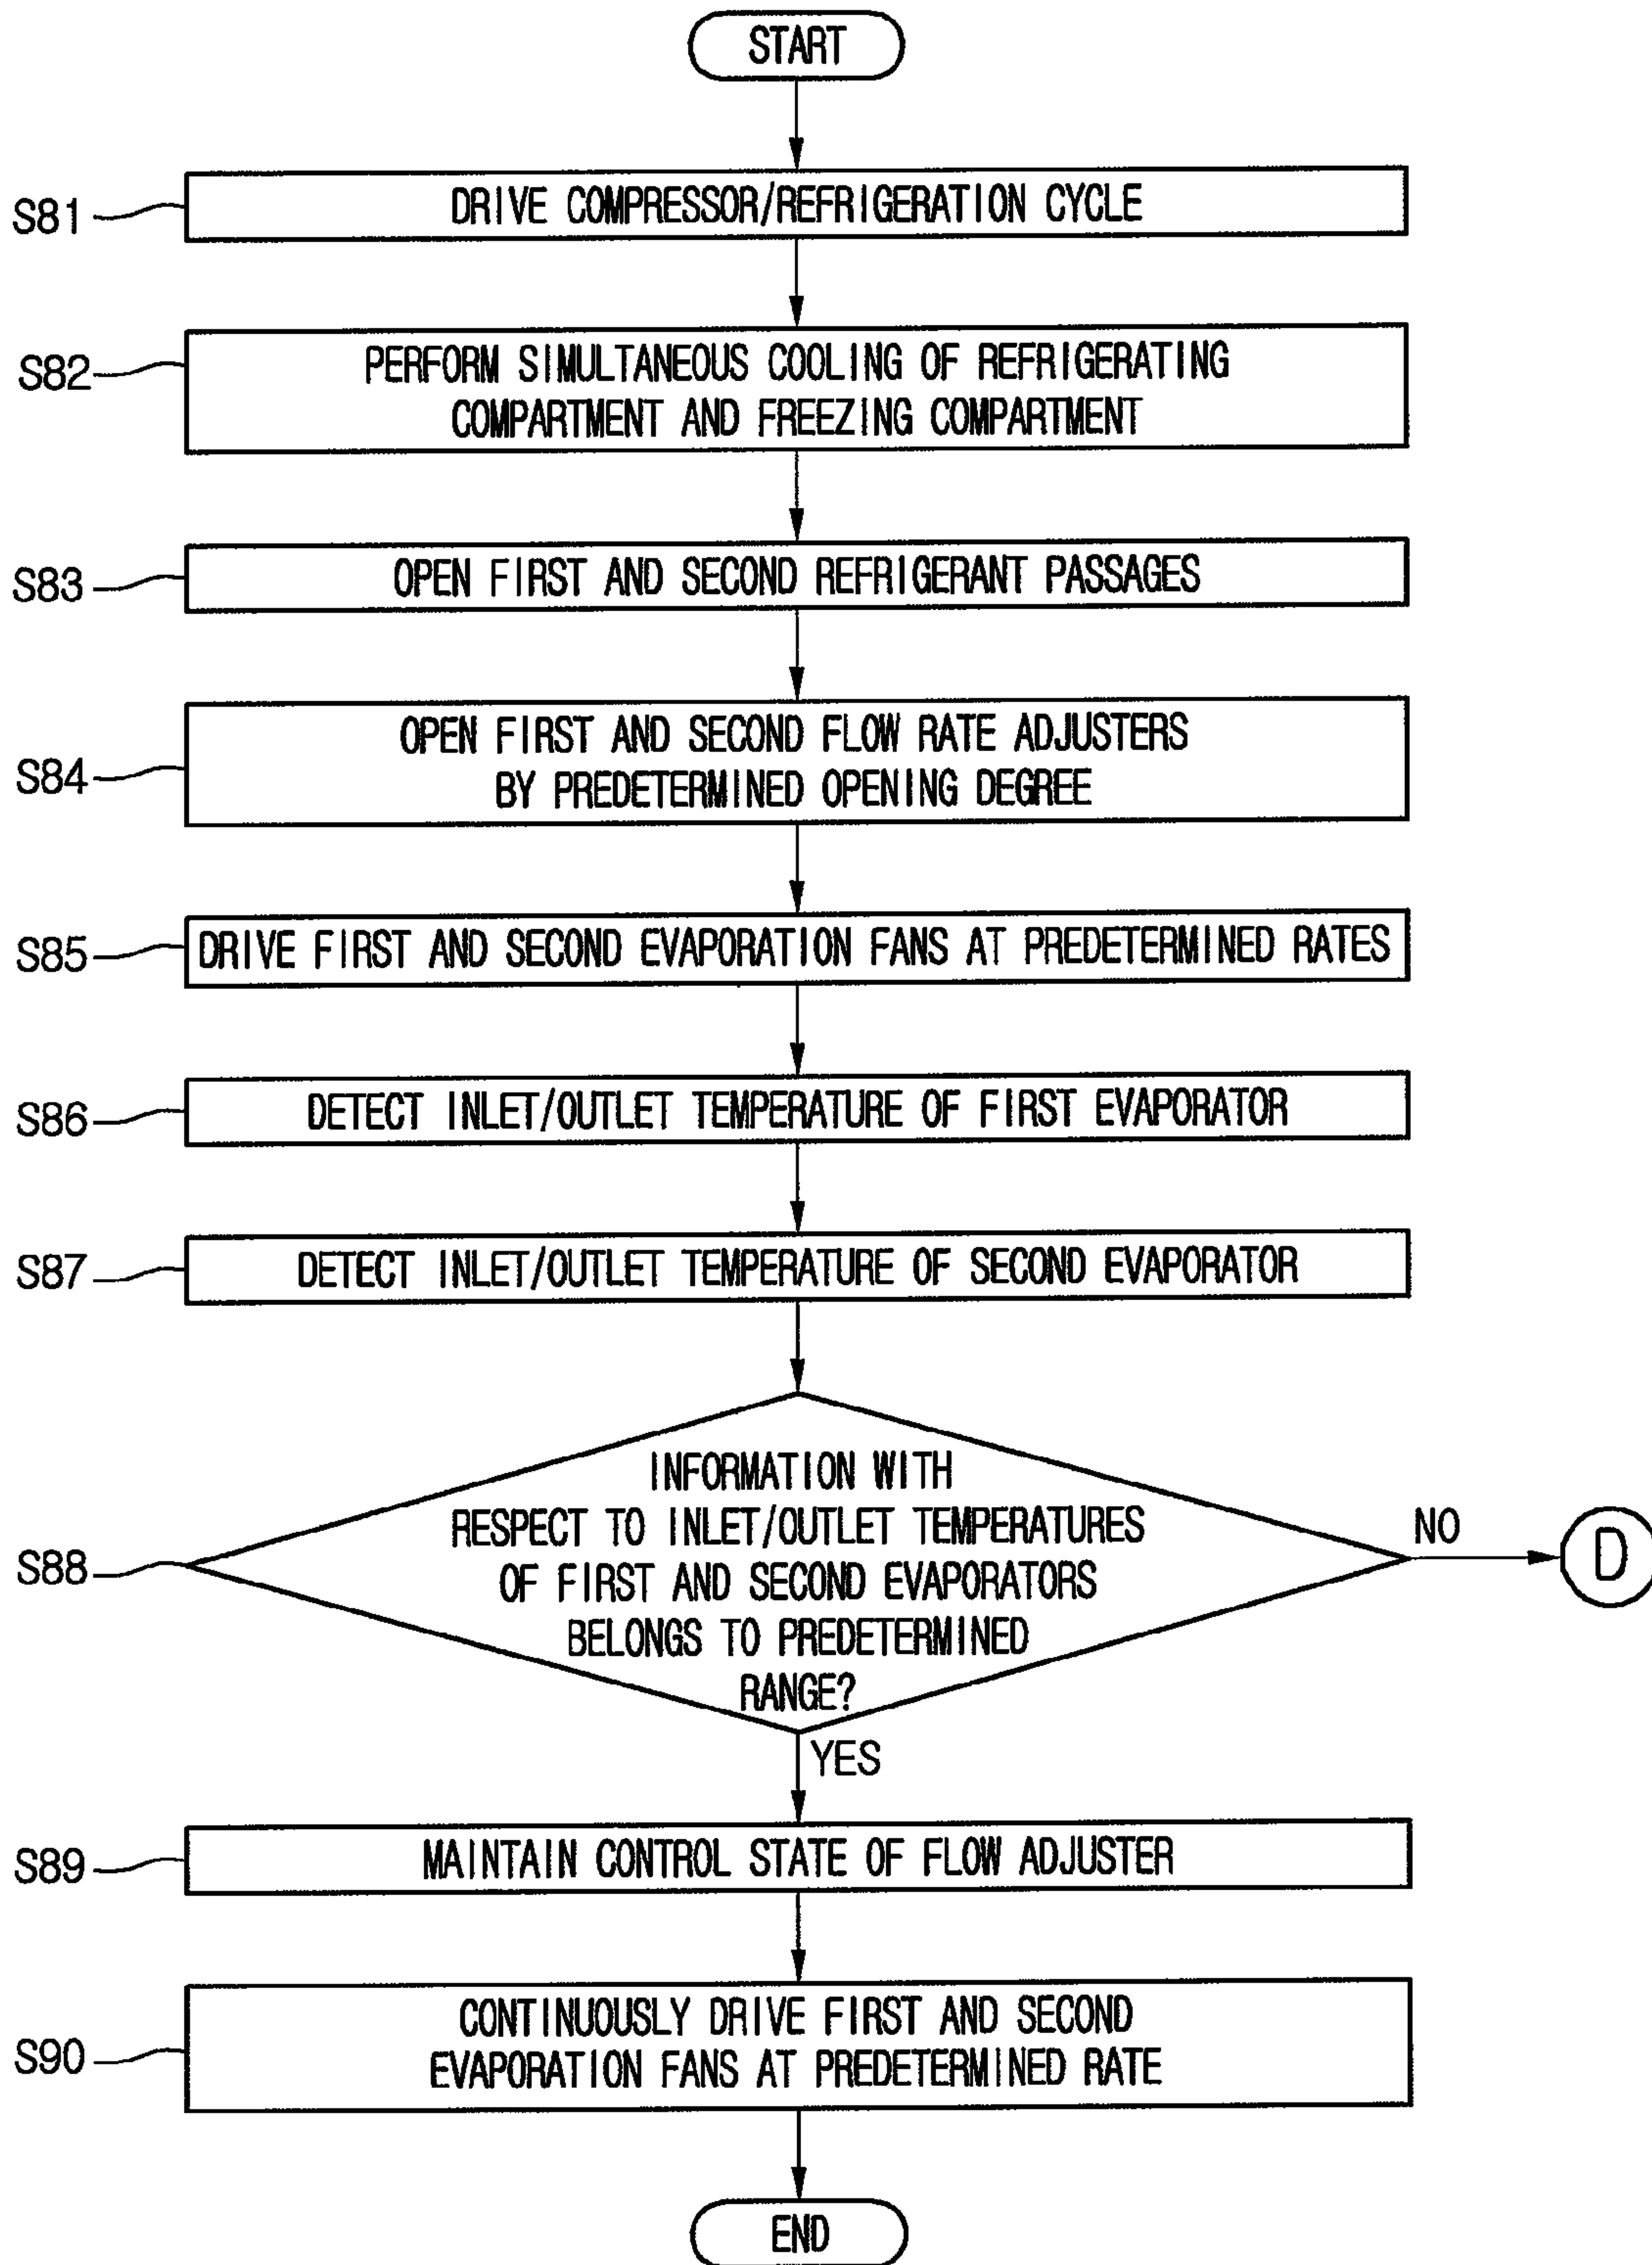 START
S81
DRIVE COMPRESSOR/REFRIGERATION CYCLE
S82
PERFORM SIMULTANEOUS COOLING OF REFRIGERATING
COMPARTMENT AND FREEZING COMPARTMENT
S83
OPEN FIRST AND SECOND REFRIGERANT PASSAGES
S84
OPEN FIRST AND SECOND FLOW RATE ADJUSTERS
BY PREDETERMINED OPENING DEGREE
S85
DRIVE FIRST AND SECOND EVAPORATION FANS AT PREDETERMINED RATES
S86
DETECT INLET/OUTLET TEMPERATURE OF FIRST EVAPORATOR
S87
DETECT INLET/OUTLET TEMPERATURE OF SECOND EVAPORATOR
S88
INFORMATION WITH
RESPECT TO INLET/OUTLET TEMPERATURES
OF FIRST AND SECOND EVAPORATORS
BELONGS TO PREDETERMINED
RANGE?
NO
D
YES
S89
MAINTAIN CONTROL STATE OF FLOW ADJUSTER
S90
CONTINUOUSLY DRIVE FIRST AND SECOND
EVAPORATION FANS AT PREDETERMINED RATE
END